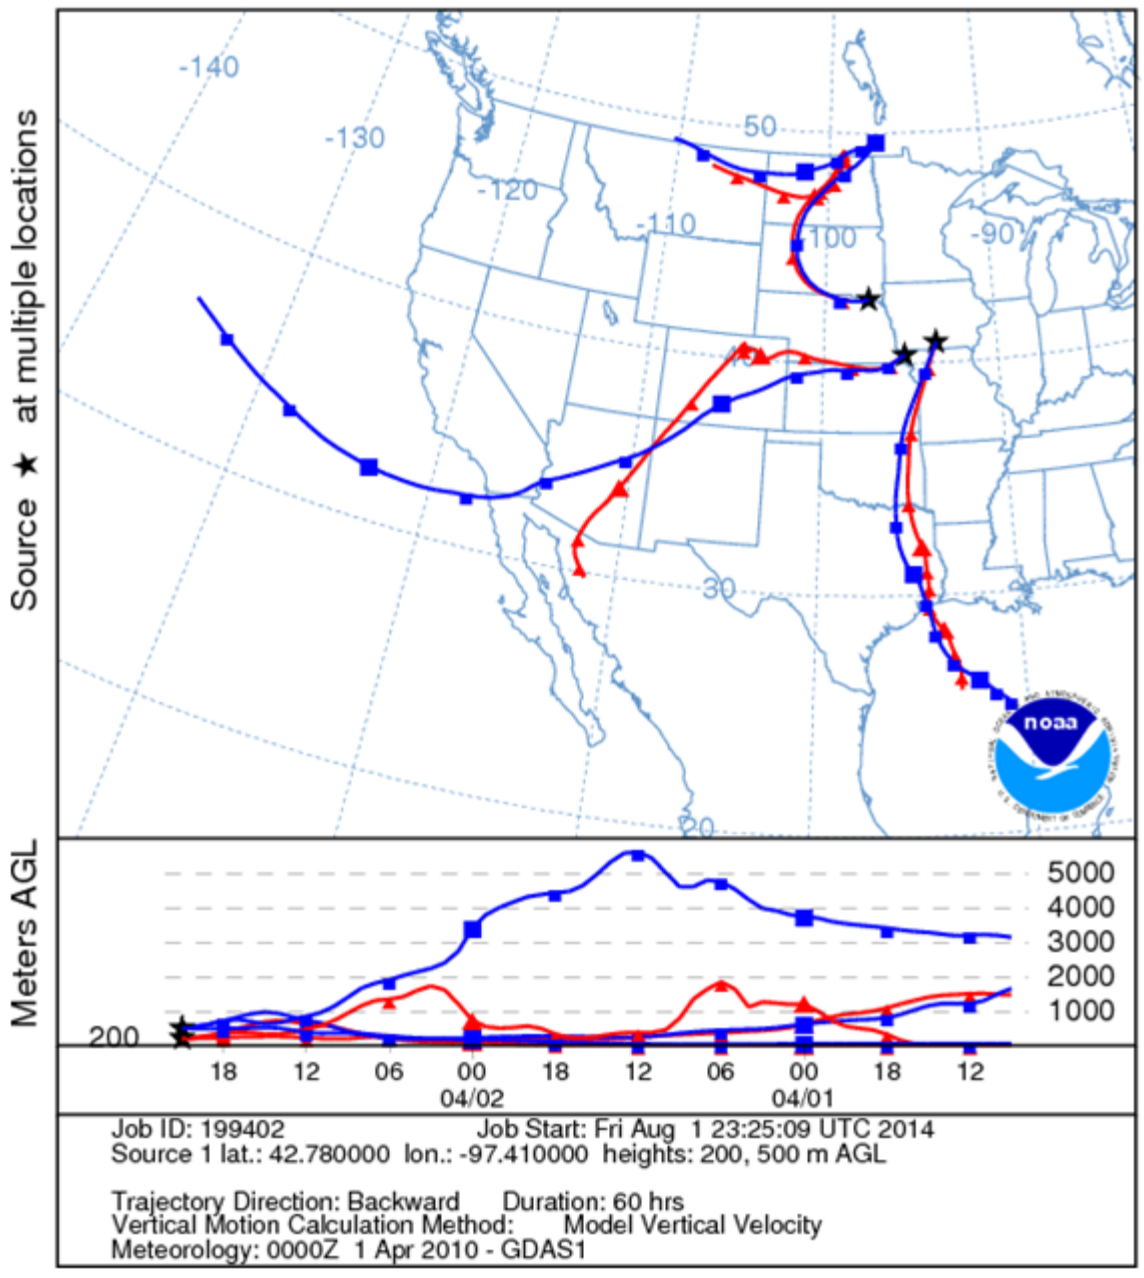 -140
-130
50
-120
-110
100
-90
40
30
20
noaa
Source ★ at multiple locations
Meters AGL
5000
4000
3000
2000
1000
200
18 12 06 00 18 12 06 00 18 12
04/02 04/01
Job ID: 199402 Job Start: Fri Aug 1 23:25:09 UTC 2014
Source 1 lat.: 42.780000 lon.: -97.410000 heights: 200, 500 m AGL
Trajectory Direction: Backward Duration: 60 hrs
Vertical Motion Calculation Method: Model Vertical Velocity
Meteorology: 0000Z 1 Apr 2010 - GDAS1